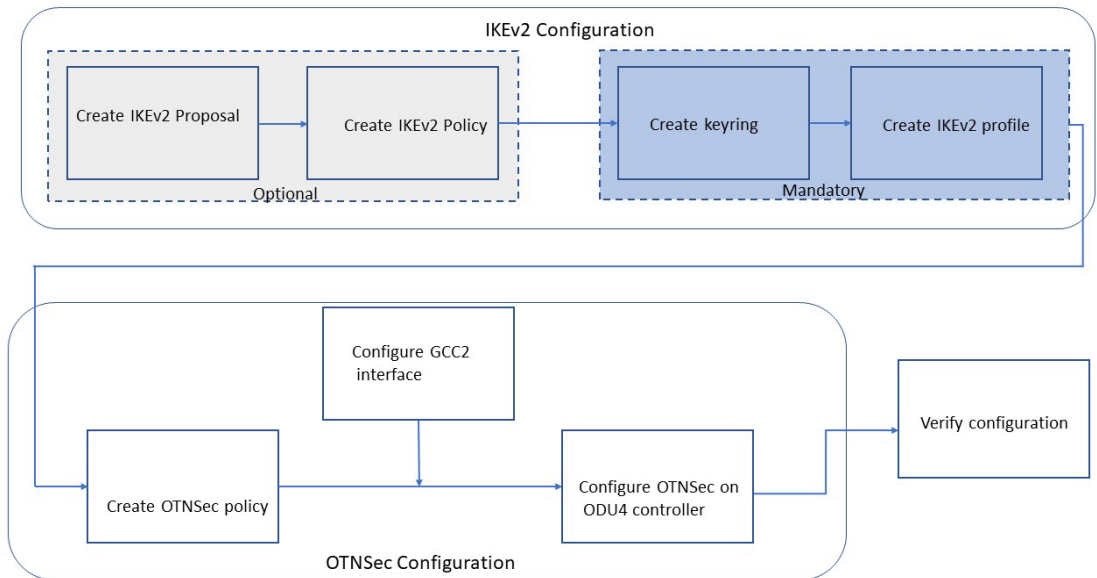 IKEv2 Configuration
Create IKEv2 Proposal
Create IKEv2 Policy
Optional
Create keyring
Create IKEv2 profile
Mandatory
Configure GCC2
interface
Create OTNSec policy
Configure OTNSec on
ODU4 controller
Verify configuration
OTNSec Configuration